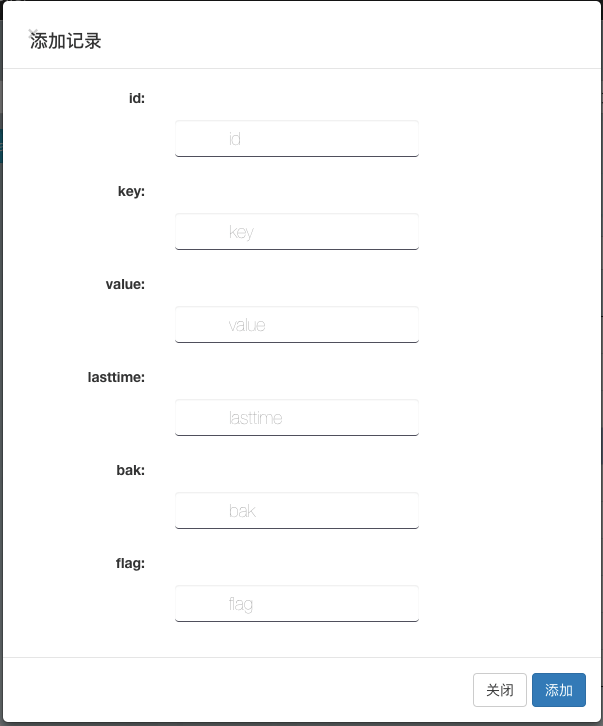 ×
添加记录
id:
id
key:
key
value:
value
lasttime:
lasttime
bak:
bak
flag:
flag
关闭 添加